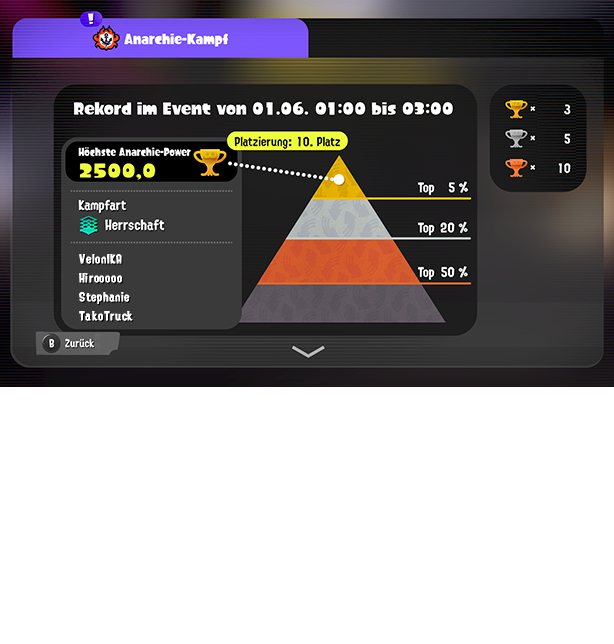 !
Anarchie-Kampf
Rekord im Event von 01.06. 01:00 bis 03:00
× 3
× 5
× 10
Platzierung: 10. Platz
Höchste Anarchie-Power
2500,0
Kampfart
Herrschaft
VelonIKA
Hirooooo
Stephanie
TakoTruck
Top 5 %
Top 20 %
Top 50 %
B Zurück